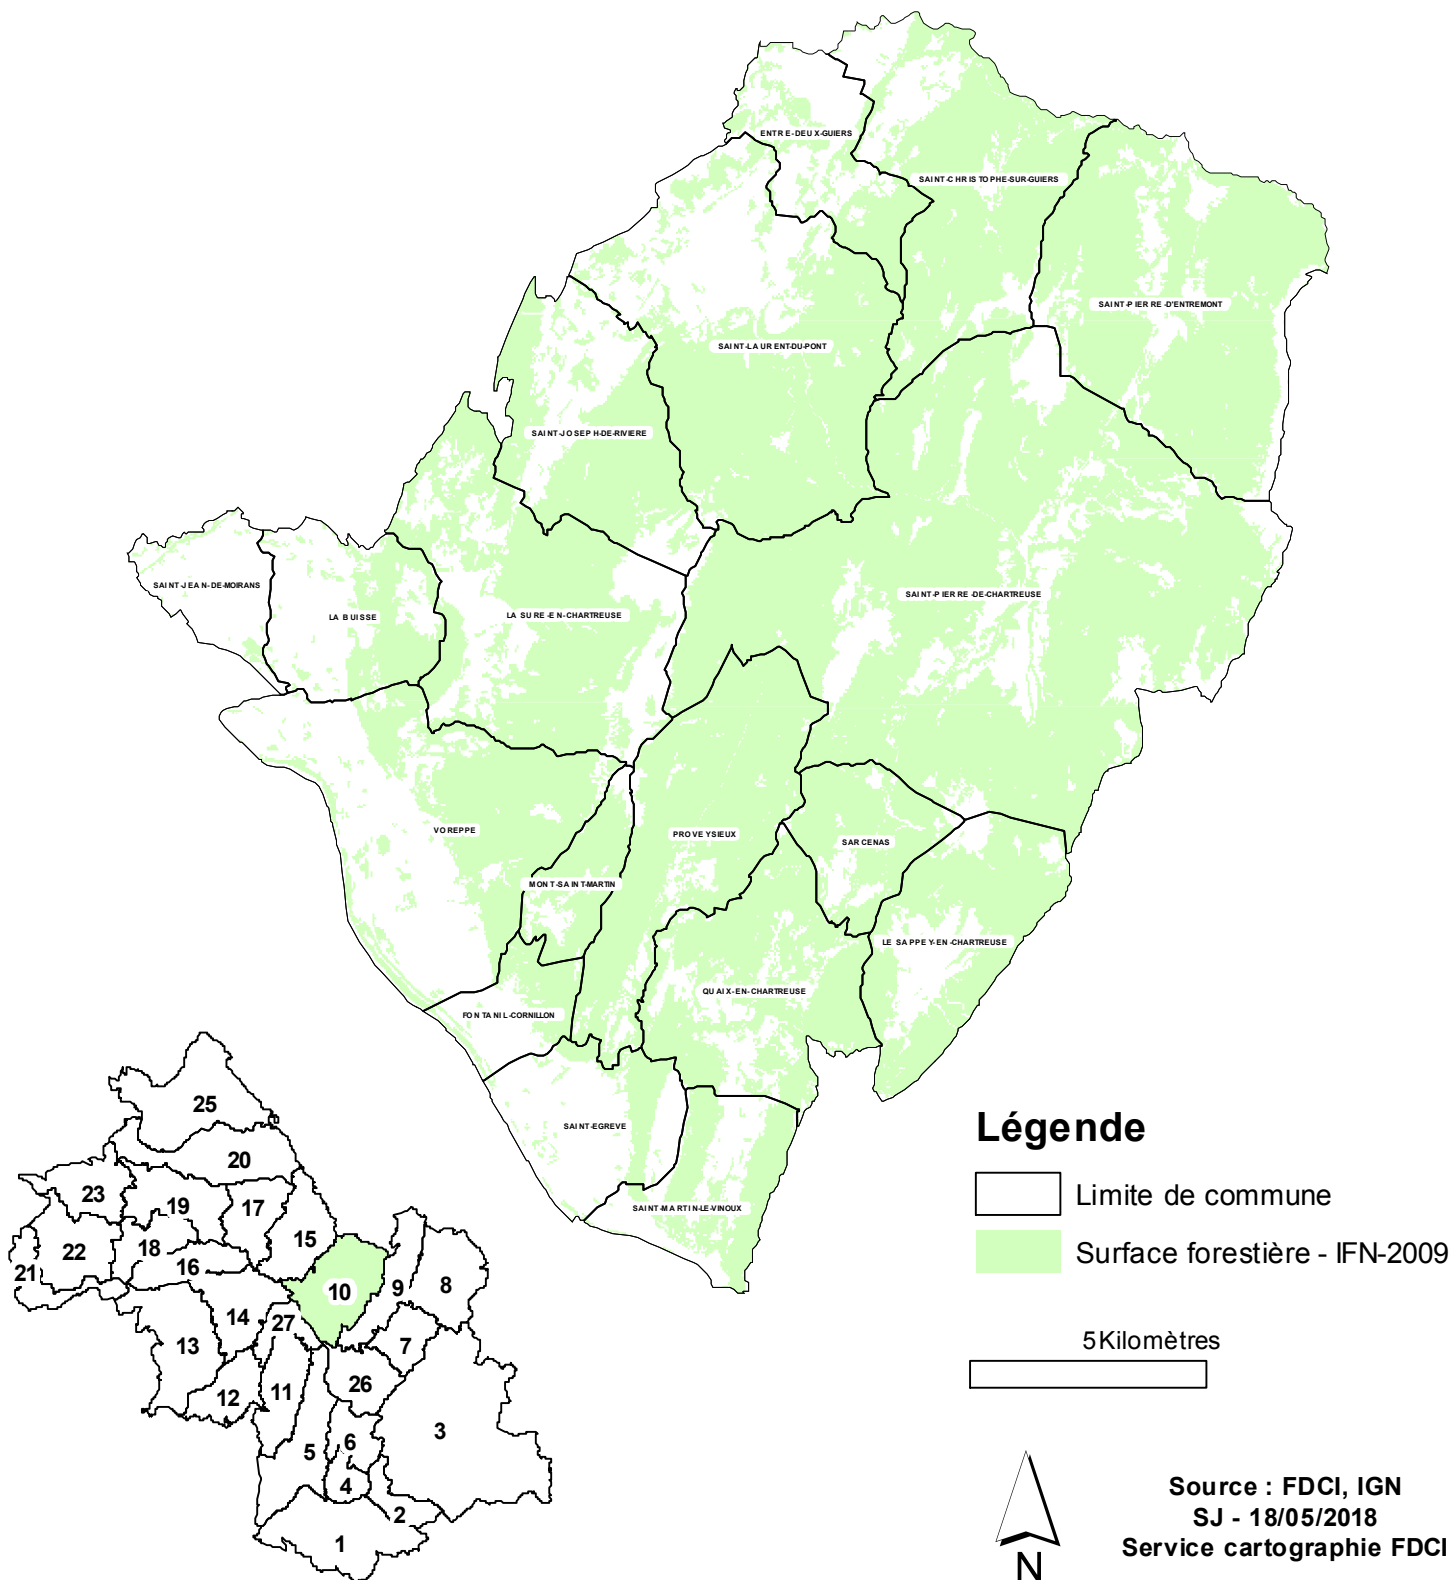 ENTRE-DEUX-GUIERS
SAINT-CHRISTOPHE-SUR-GUIERS
SAINT-PIERRE-D'ENTREMONT
SAINT-LAURENT-DU-PONT
SAINT-JOSEPH-DE-RIVIERE
SAINT-JEAN-DE-MOIRANS
LA BUISSE
LA SURE-EN-CHARTREUSE
SAINT-PIERRE-DE-CHARTREUSE
VOREPPE
PROVEYSIEUX
SARCENAS
MONT-SAINT-MARTIN
LE SAPPEY-EN-CHARTREUSE
QUAIX-EN-CHARTREUSE
FONTANIL-CORNILLON
SAINT-EGREVE
SAINT-MARTIN-LE-VINOUX
25
20
23
19
17
18
15
22
16
21
10
9
8
14
27
13
7
12
11
26
3
6
5
4
2
1
Légende
Limite de commune
Surface forestière - IFN-2009
5 Kilomètres
N
Source : FDCI, IGN
SJ - 18/05/2018
Service cartographie FDCI